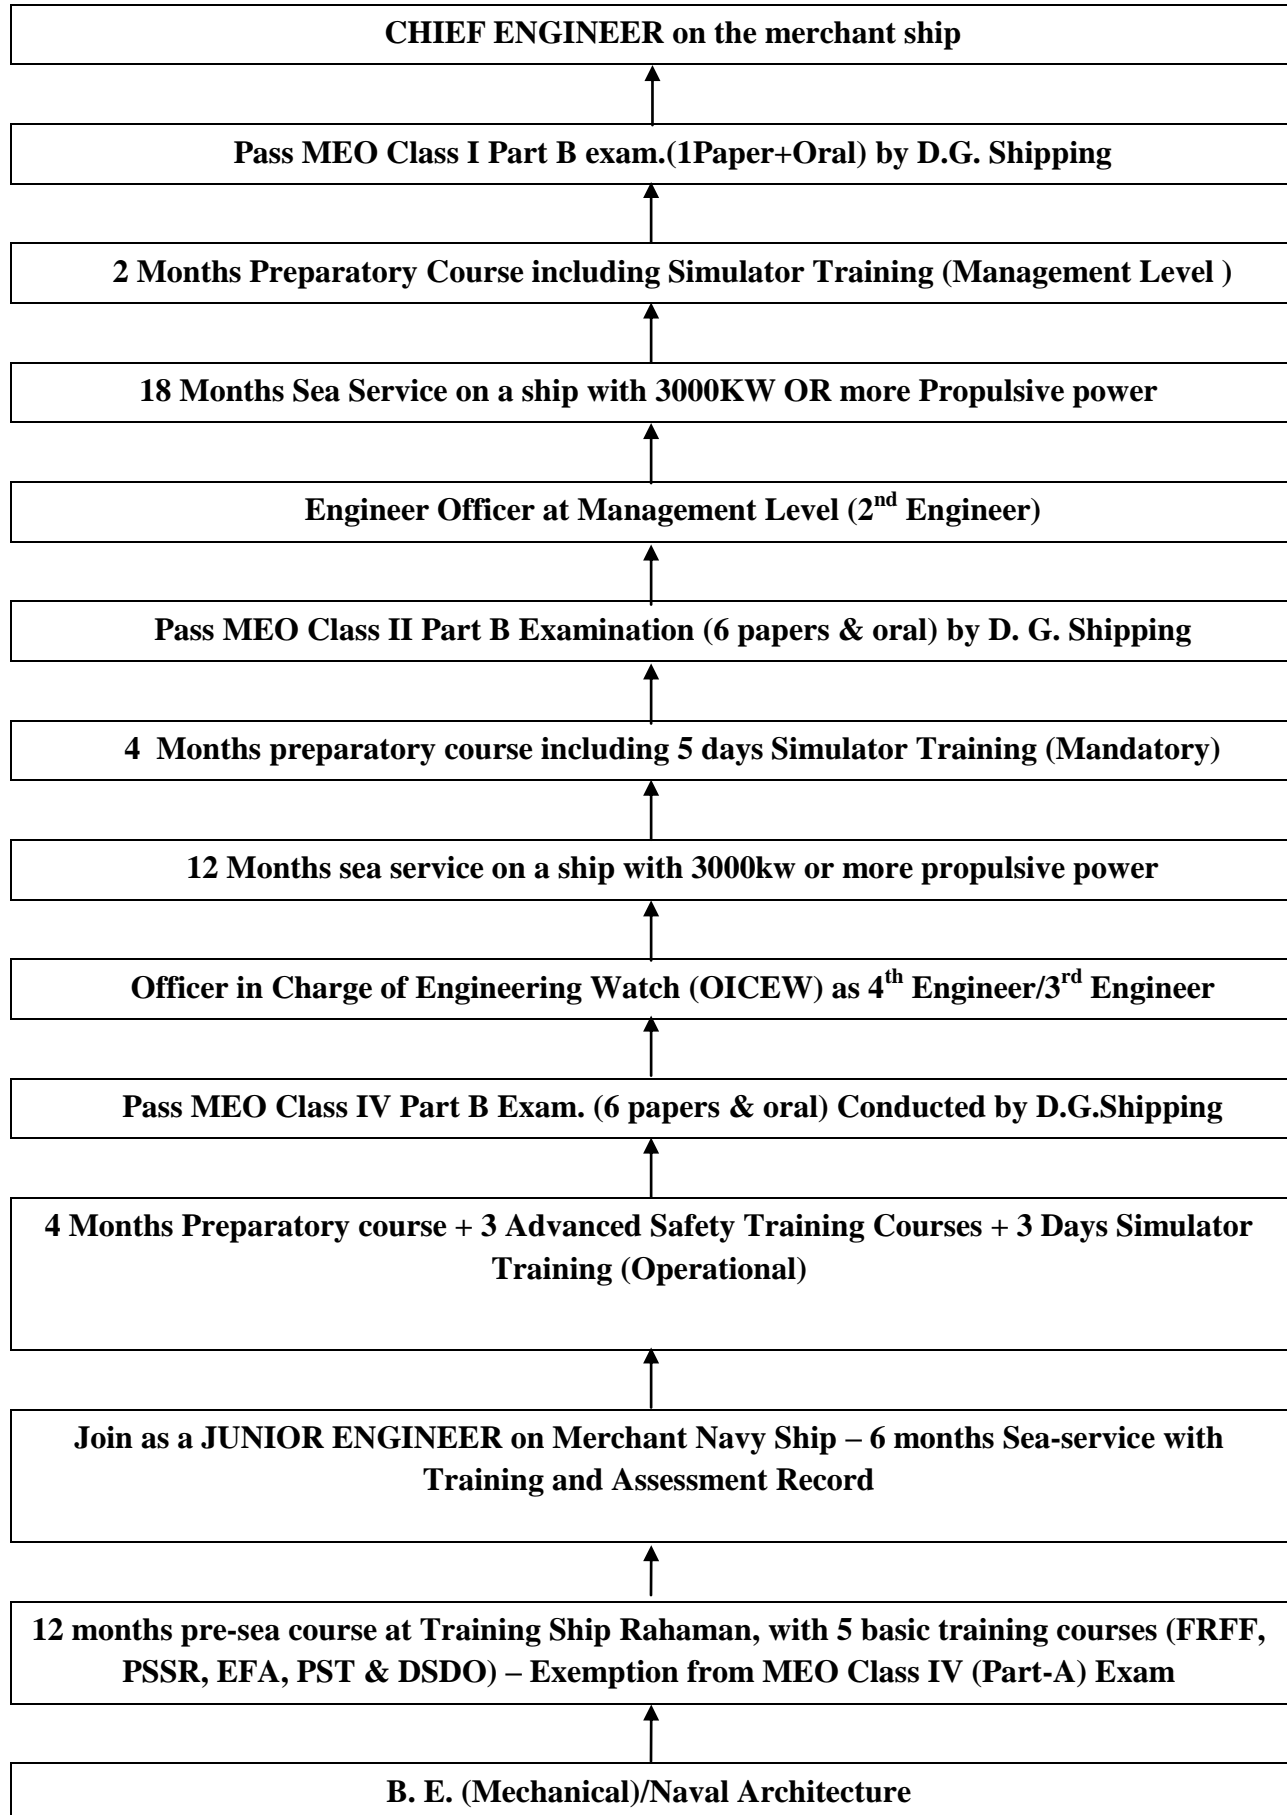 CHIEF ENGINEER on the merchant ship
Pass MEO Class I Part B exam.(1Paper+Oral) by D.G. Shipping
2 Months Preparatory Course including Simulator Training (Management Level )
18 Months Sea Service on a ship with 3000KW OR more Propulsive power
Engineer Officer at Management Level (2nd Engineer)
Pass MEO Class II Part B Examination (6 papers & oral) by D. G. Shipping
4 Months preparatory course including 5 days Simulator Training (Mandatory)
12 Months sea service on a ship with 3000kw or more propulsive power
Officer in Charge of Engineering Watch (OICEW) as 4th Engineer/3rd Engineer
Pass MEO Class IV Part B Exam. (6 papers & oral) Conducted by D.G.Shipping
4 Months Preparatory course + 3 Advanced Safety Training Courses + 3 Days Simulator
Training (Operational)
Join as a JUNIOR ENGINEER on Merchant Navy Ship – 6 months Sea-service with
Training and Assessment Record
12 months pre-sea course at Training Ship Rahaman, with 5 basic training courses (FRFF,
PSSR, EFA, PST & DSDO) – Exemption from MEO Class IV (Part-A) Exam
B. E. (Mechanical)/Naval Architecture